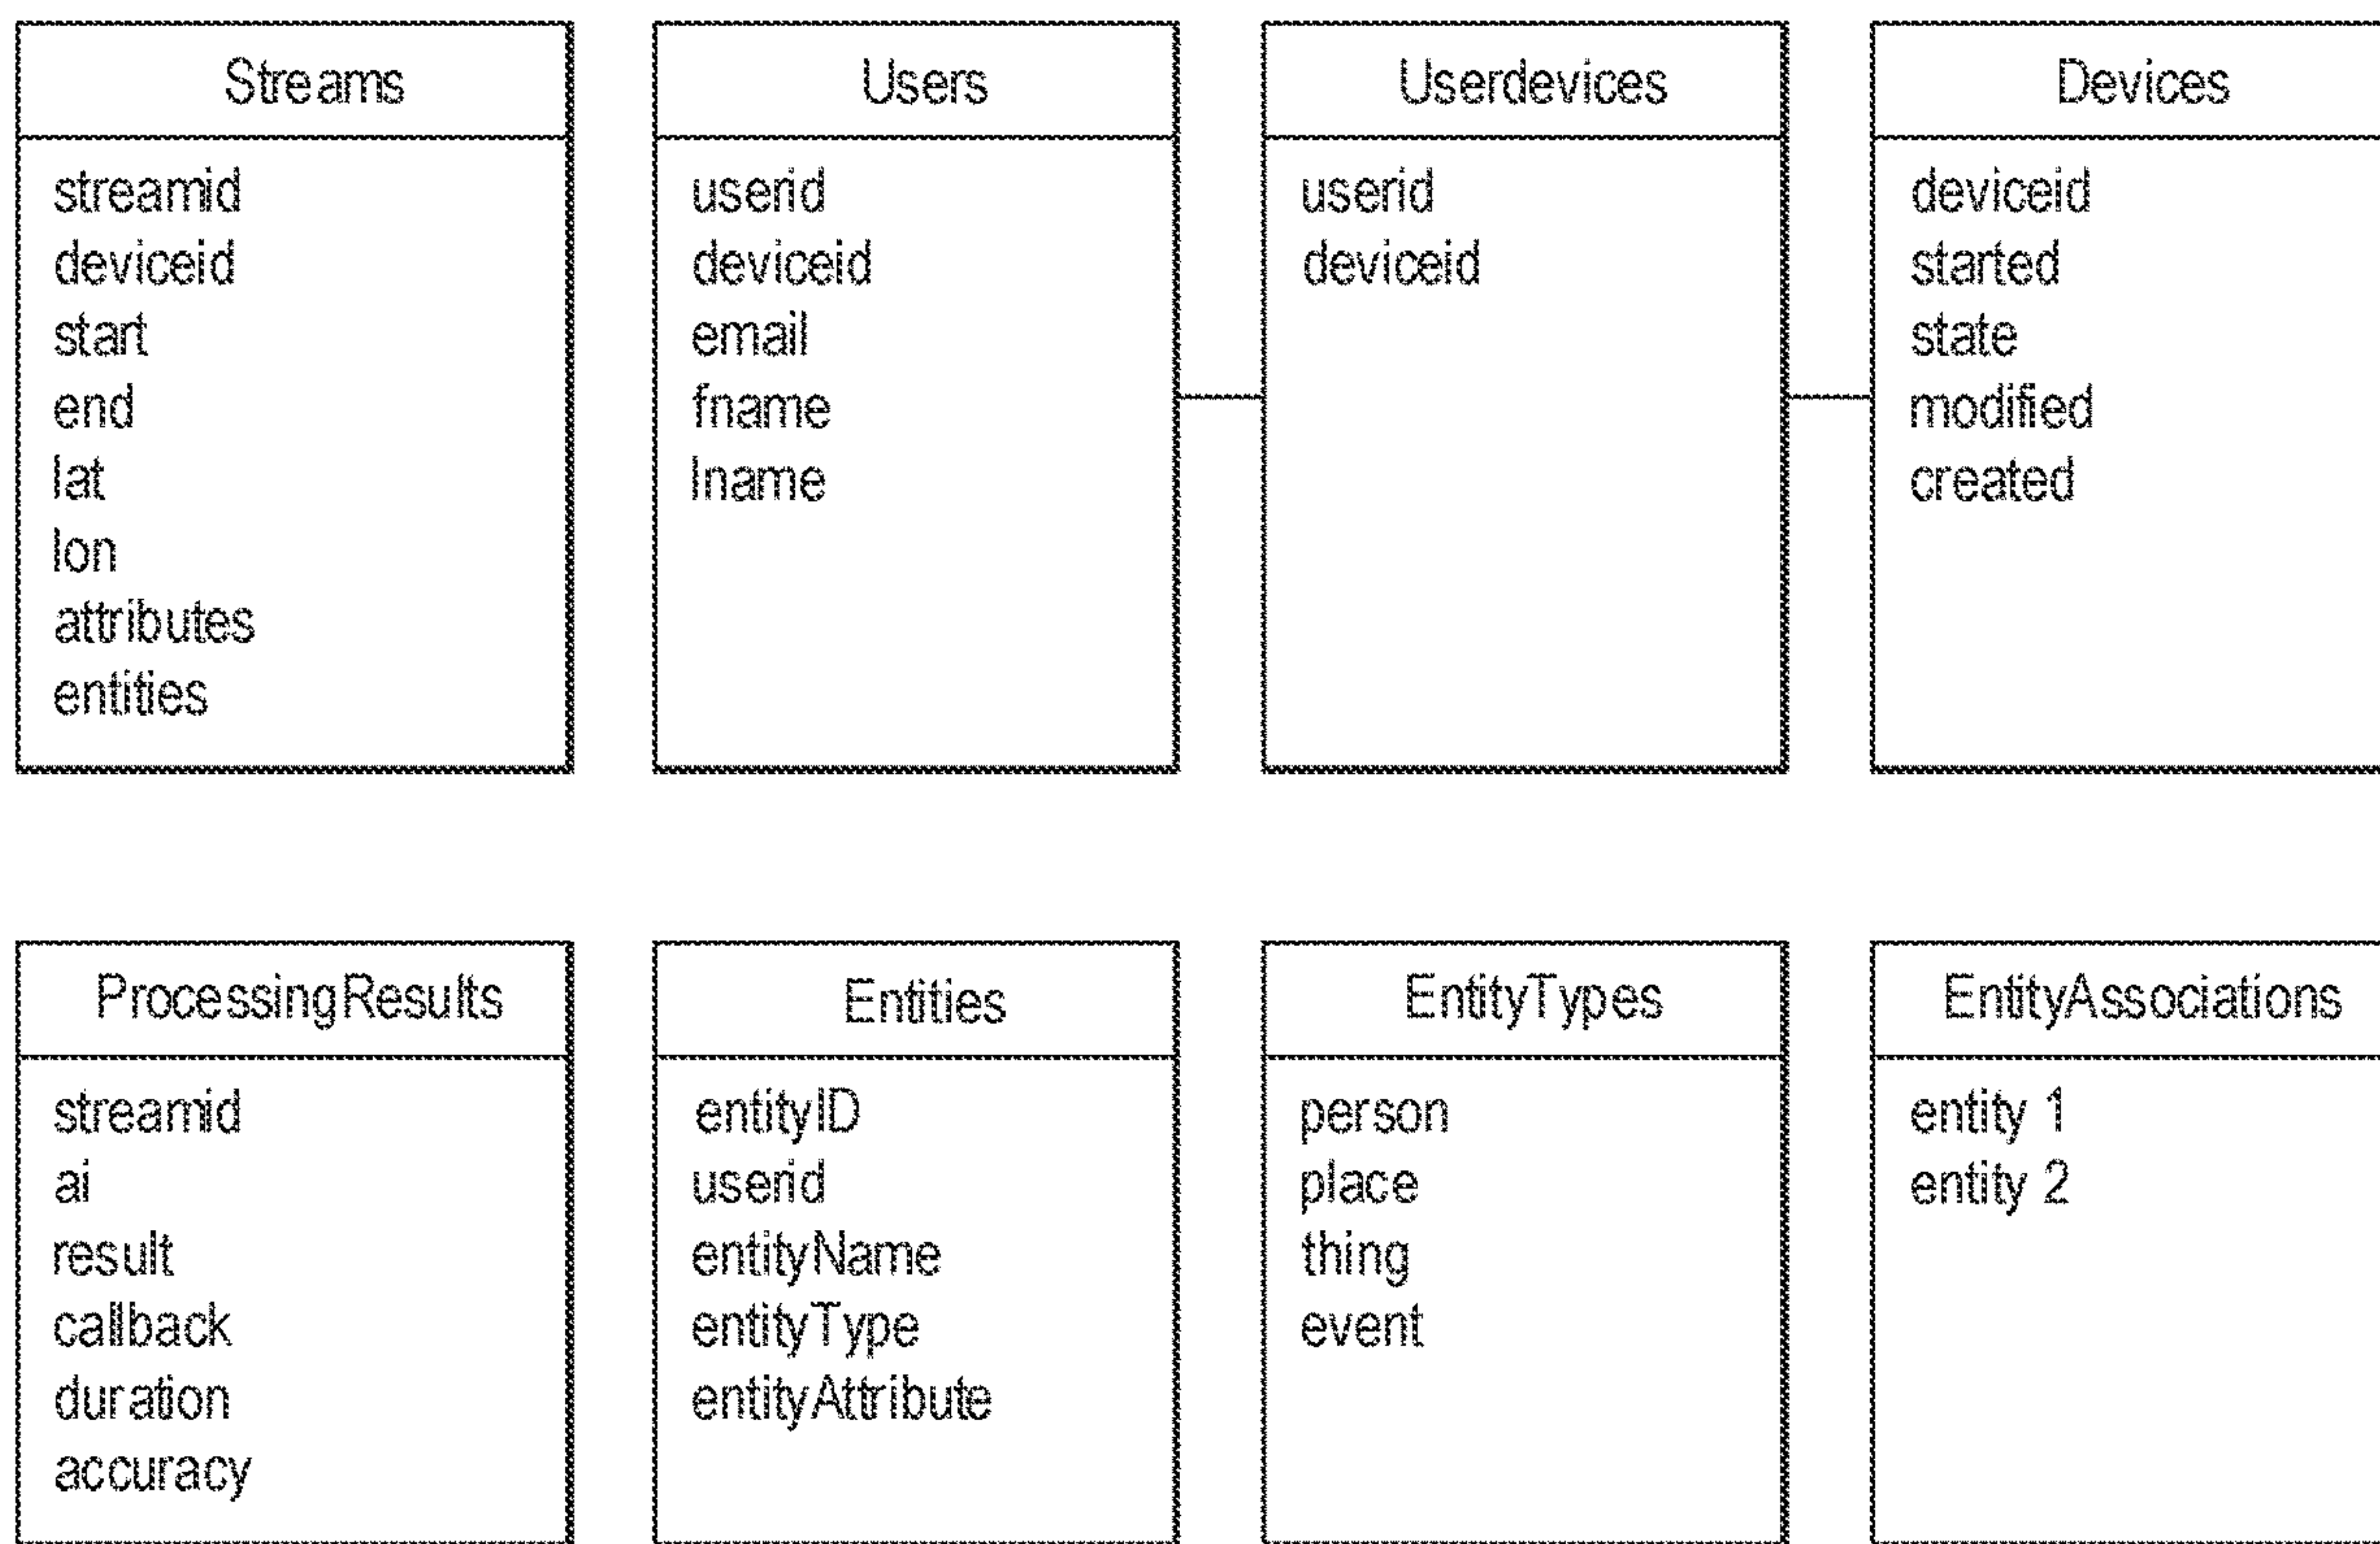 Streams
streamid
deviceid
start
end
lat
lon
attributes
entities
Users
userid
deviceid
email
fname
lname
Userdevices
userid
deviceid
Devices
deviceid
started
state
modified
created
ProcessingResults
streamid
ai
result
callback
duration
accuracy
Entities
entityID
userid
entityName
entityType
entityAttribute
EntityTypes
person
place
thing
event
EntityAssociations
entity 1
entity 2